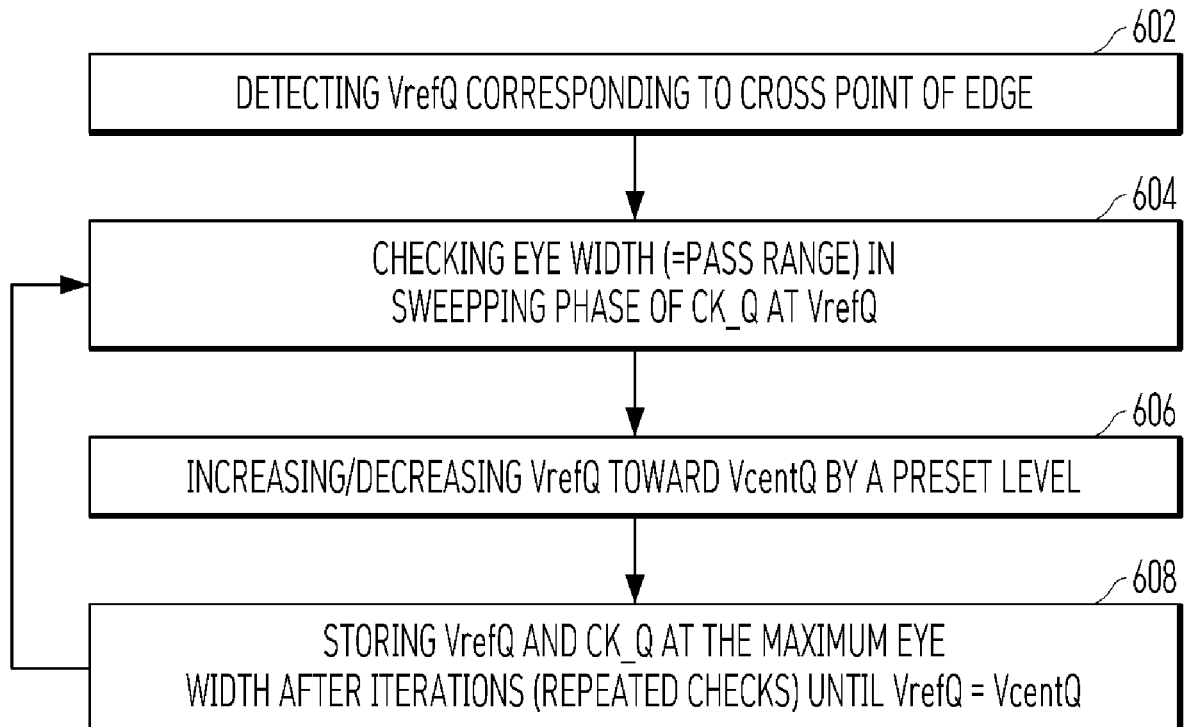 602
DETECTING VrefQ CORRESPONDING TO CROSS POINT OF EDGE
604
CHECKING EYE WIDTH (=PASS RANGE) IN
SWEEPPING PHASE OF CK_Q AT VrefQ
606
INCREASING/DECREASING VrefQ TOWARD VcentQ BY A PRESET LEVEL
608
STORING VrefQ AND CK_Q AT THE MAXIMUM EYE
WIDTH AFTER ITERATIONS (REPEATED CHECKS) UNTIL VrefQ = VcentQ